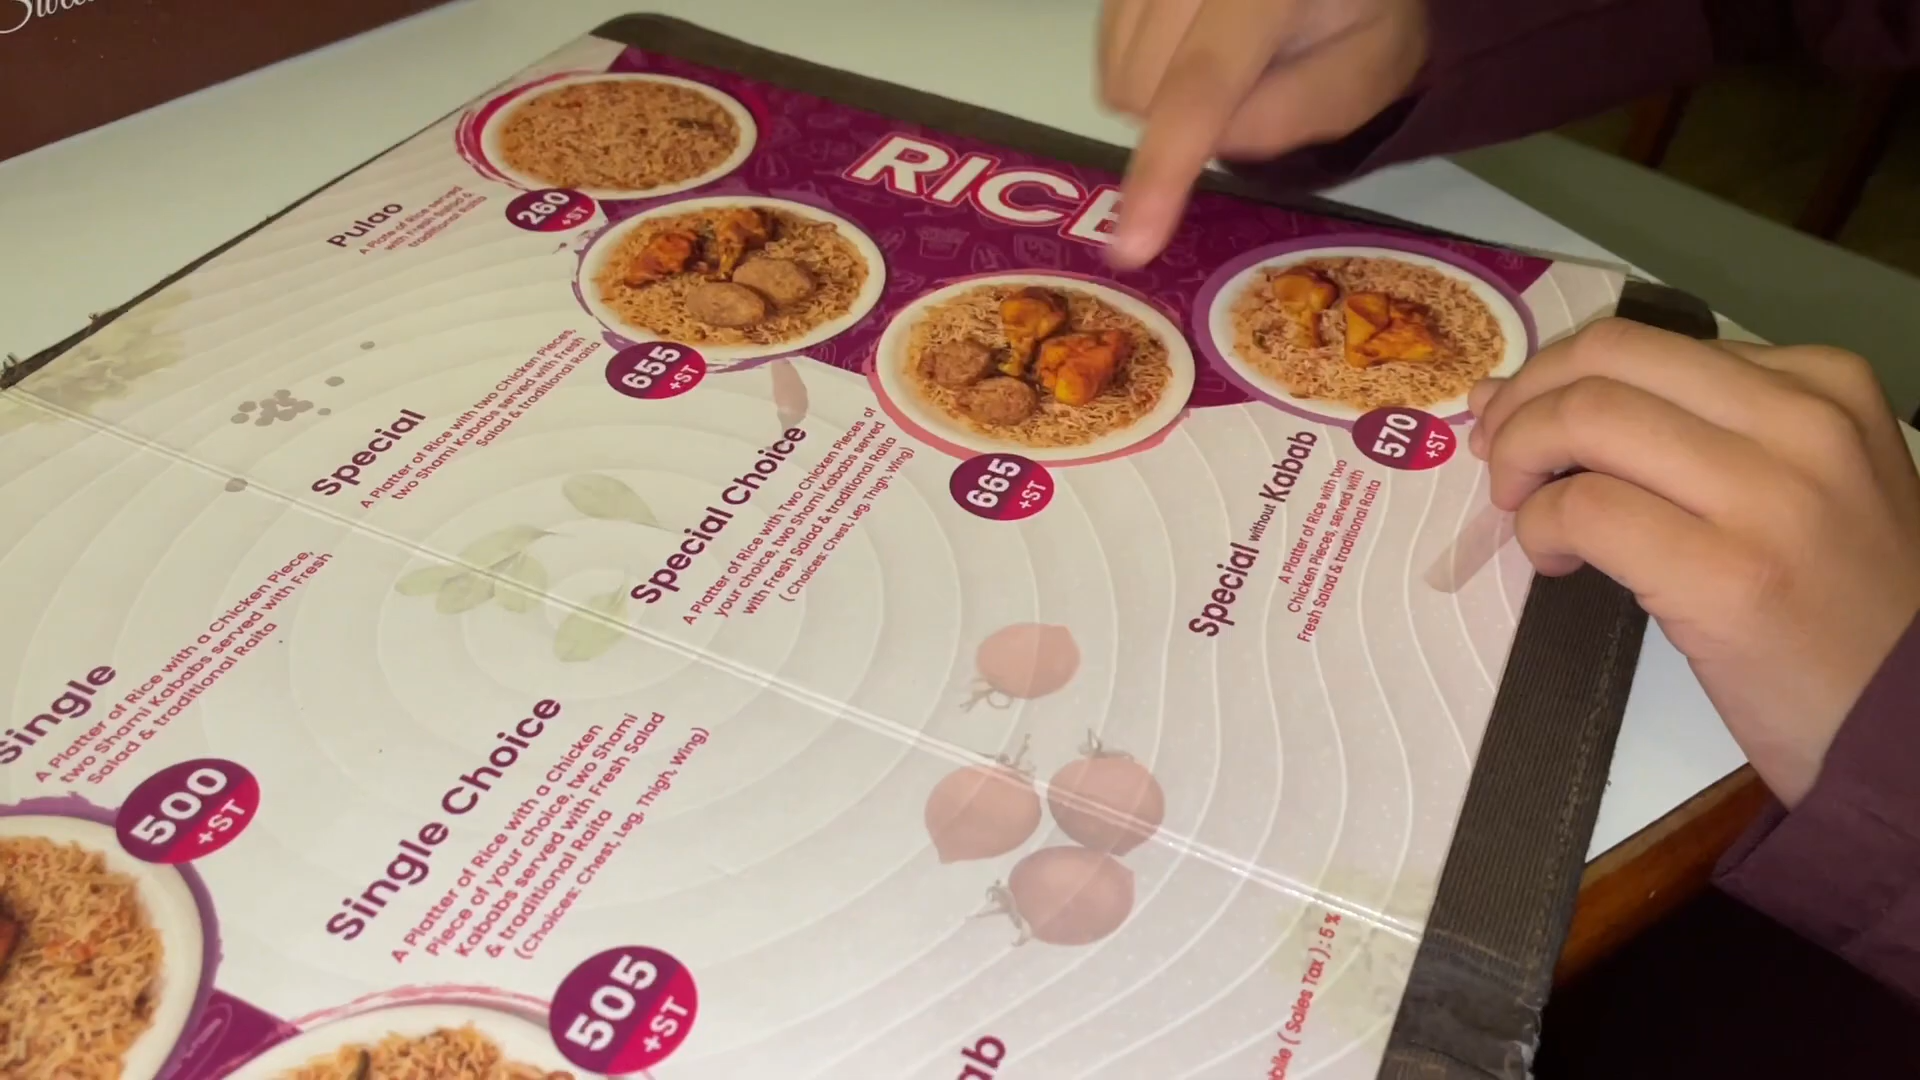 RICE
Pulao
A Plate of Rice served
with Fresh Salad &
traditional Raita
260
+ST
Special
A Platter of Rice with two Chicken Pieces,
two Shami Kababs served with Fresh
Salad & traditional Raita
655
+ST
Special Choice
A Platter of Rice with Two Chicken Pieces of
your choice, two Shami Kababs served
with Fresh Salad & traditional Raita
( Choices: Chest, Leg, Thigh, Wing)
665
+ST
Special without Kabab
A Platter of Rice with two
Chicken Pieces, served with
Fresh Salad & traditional Raita
570
+ST
Single
A Platter of Rice with a Chicken Piece,
two Shami Kababs served with Fresh
Salad & traditional Raita
500
+ST
Single Choice
A Platter of Rice with a Chicken
Piece of your choice, two Shami
Kababs served with Fresh Salad
& traditional Raita
(Choices: Chest, Leg, Thigh, Wing)
505
+ST
ab
( Sales Tax ) : 5 %